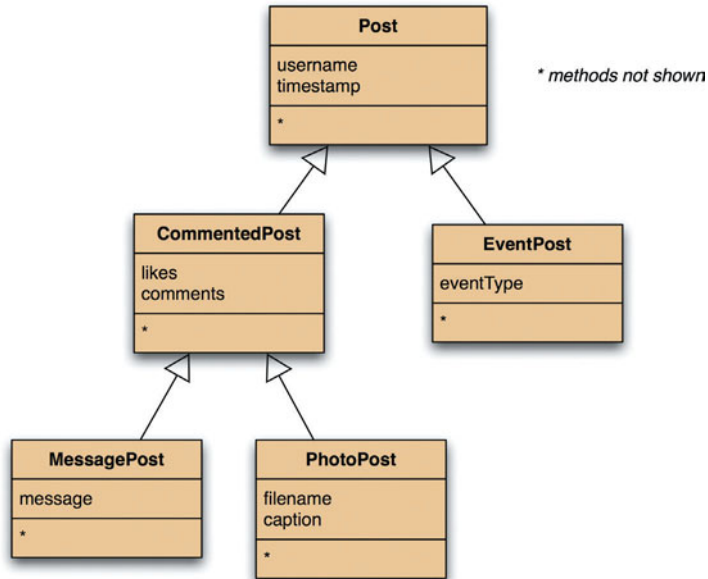 Post
username
timestamp
*
* methods not shown
CommentedPost
likes
comments
*
EventPost
eventType
*
MessagePost
message
*
PhotoPost
filename
caption
*